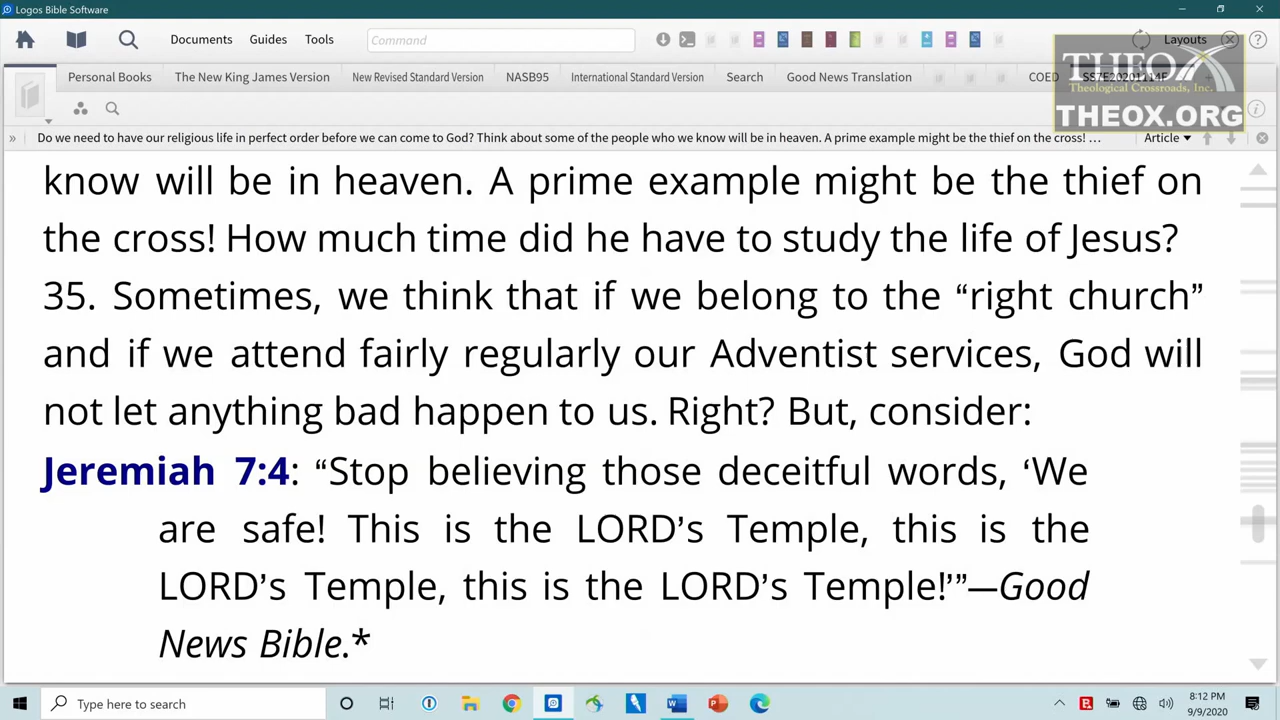 Logos Bible Software
Documents Guides Tools Command Layouts
Personal Books The New King James Version New Revised Standard Version NASB95 International Standard Version Search Good News Translation COED SS7E20201114F
THEOX
Theological Crossroads, Inc.
THEOX.ORG
Do we need to have our religious life in perfect order before we can come to God? Think about some of the people who we know will be in heaven. A prime example might be the thief on the cross! ... Article
know will be in heaven. A prime example might be the thief on
the cross! How much time did he have to study the life of Jesus?
35. Sometimes, we think that if we belong to the “right church”
and if we attend fairly regularly our Adventist services, God will
not let anything bad happen to us. Right? But, consider:
Jeremiah 7:4: “Stop believing those deceitful words, ‘We
are safe! This is the LORD’s Temple, this is the
LORD’s Temple, this is the LORD’s Temple!’”—Good
News Bible.*
Type here to search
8:12 PM
9/9/2020